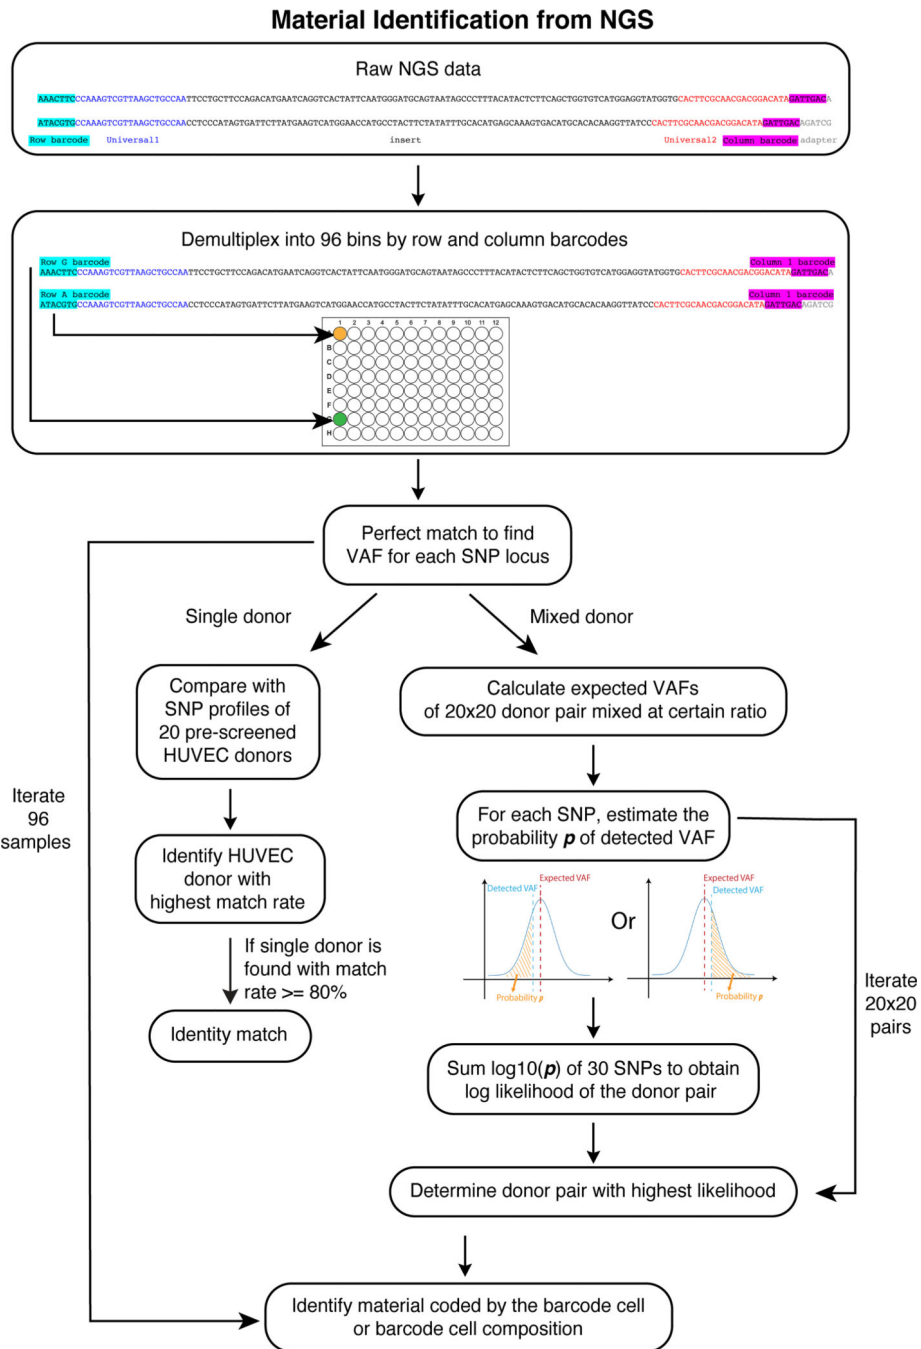 Material Identification from NGS
Raw NGS data
AAACTTCCCAAAGTCGTTAAGCTGCCAATTCCTGCTTCCAGACATGAATCAGGTCACTATTCAATGGGATGCAGTAATAGCCCTTTACATACTCTTCAGCTGGTGTCATGGAGGTATGGTGCACTTCGCAACGACGGACATAGATTGACA
ATACGTGCCAAAGTCGTTAAGCTGCCAACCTCCCATAGTGATTCTTATGAAGTCATGGAACCATGCCTACTTCTATATTTGCACATGAGCAAAGTGACATGCACACAAGGTTATCCCACTTCGCAACGACGGACATAGATTGACAGATCG
Row barcode Universal1 insert Universal2 Column barcode adapter
Demultiplex into 96 bins by row and column barcodes
Row G barcode Column 1 barcode
AAACTTCCCAAAGTCGTTAAGCTGCCAATTCCTGCTTCCAGACATGAATCAGGTCACTATTCAATGGGATGCAGTAATAGCCCTTTACATACTCTTCAGCTGGTGTCATGGAGGTATGGTGCACTTCGCAACGACGGACATAGATTGACA
Row A barcode Column 1 barcode
ATACGTGCCAAAGTCGTTAAGCTGCCAACCTCCCATAGTGATTCTTATGAAGTCATGGAACCATGCCTACTTCTATATTTGCACATGAGCAAAGTGACATGCACACAAGGTTATCCCACTTCGCAACGACGGACATAGATTGACAGATCG
1 2 3 4 5 6 7 8 9 10 11 12
A
B
C
D
E
F
G
H
Perfect match to find
VAF for each SNP locus
Single donor
Mixed donor
Compare with
SNP profiles of
20 pre-screened
HUVEC donors
Calculate expected VAFs
of 20x20 donor pair mixed at certain ratio
Iterate
96
samples
For each SNP, estimate the
probability p of detected VAF
Identify HUVEC
donor with
highest match rate
Expected VAF
Detected VAF
Probability p
Or
Expected VAF
Detected VAF
Probability p
If single donor is
found with match
rate >= 80%
Iterate
20x20
pairs
Identity match
Sum log10(p) of 30 SNPs to obtain
log likelihood of the donor pair
Determine donor pair with highest likelihood
Identify material coded by the barcode cell
or barcode cell composition